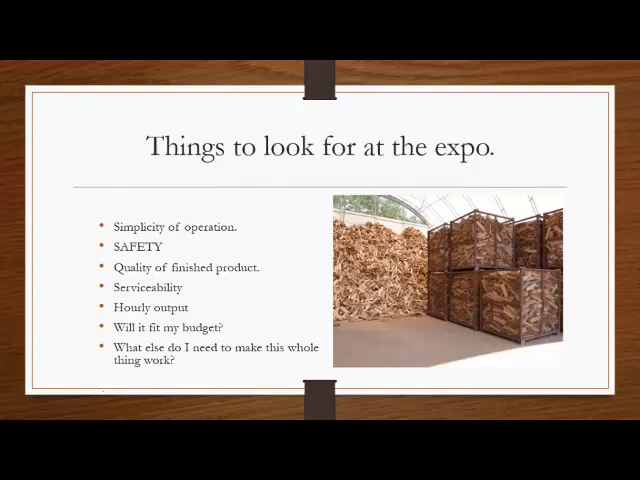 Things to look for at the expo.
• Simplicity of operation.
• SAFETY
• Quality of finished product.
• Serviceability
• Hourly output
• Will it fit my budget?
• What else do I need to make this whole
thing work?